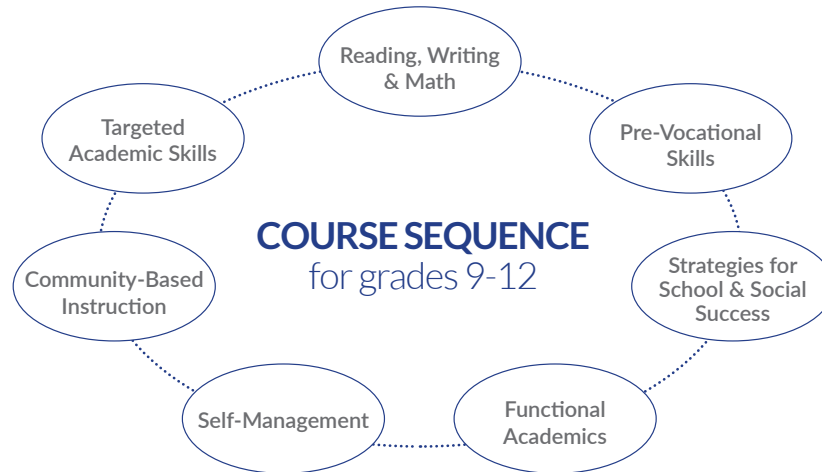 Reading, Writing
& Math
Pre-Vocational
Skills
Strategies for
School & Social
Success
Functional
Academics
Self-Management
Community-Based
Instruction
Targeted
Academic Skills
COURSE SEQUENCE
for grades 9-12